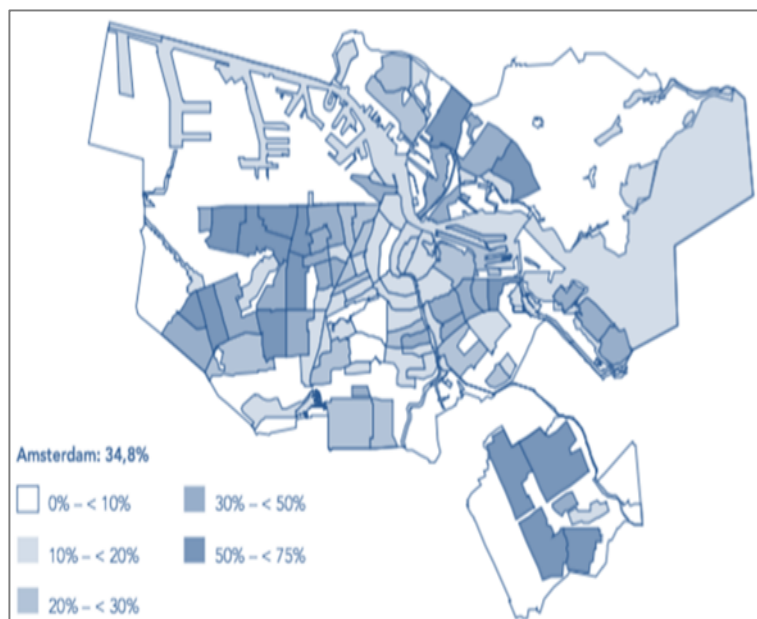 Amsterdam: 34,8%
0% – < 10%
10% – < 20%
20% – < 30%
30% – < 50%
50% – < 75%